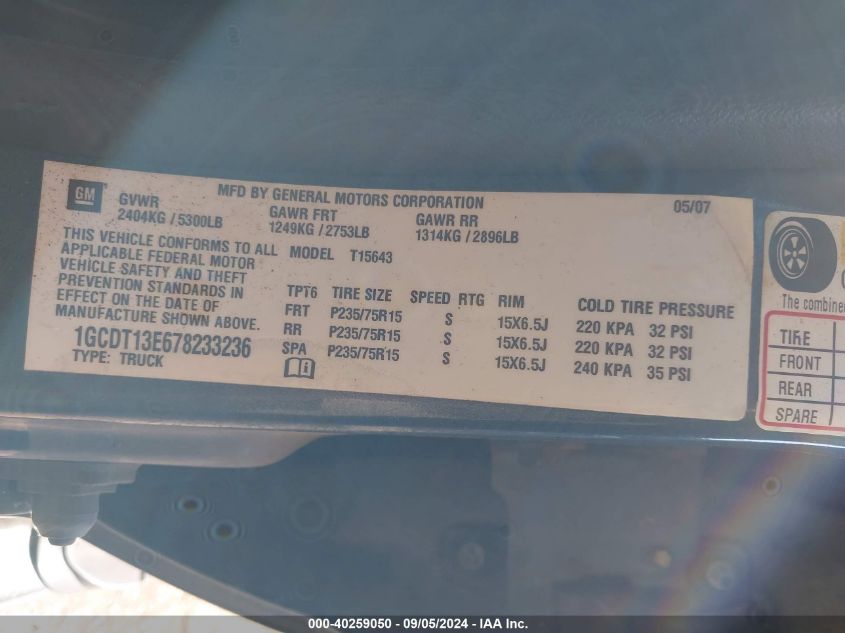 GM
MFD BY GENERAL MOTORS CORPORATION
05/07
GVWR
2404KG / 5300LB
GAWR FRT
1249KG / 2753LB
GAWR RR
1314KG / 2896LB
THIS VEHICLE CONFORMS TO ALL
APPLICABLE FEDERAL MOTOR
VEHICLE SAFETY AND THEFT
PREVENTION STANDARDS IN
EFFECT ON THE DATE OF
MANUFACTURE SHOWN ABOVE.
1GCDT13E678233236
TYPE: TRUCK
MODEL T15643
TPT6 TIRE SIZE SPEED RTG RIM COLD TIRE PRESSURE
FRT P235/75R15 S 15X6.5J 220 KPA 32 PSI
RR P235/75R15 S 15X6.5J 220 KPA 32 PSI
SPA P235/75R15 S 15X6.5J 240 KPA 35 PSI
The combined
TIRE
FRONT
REAR
SPARE
000-40259050 - 09/05/2024 - IAA Inc.